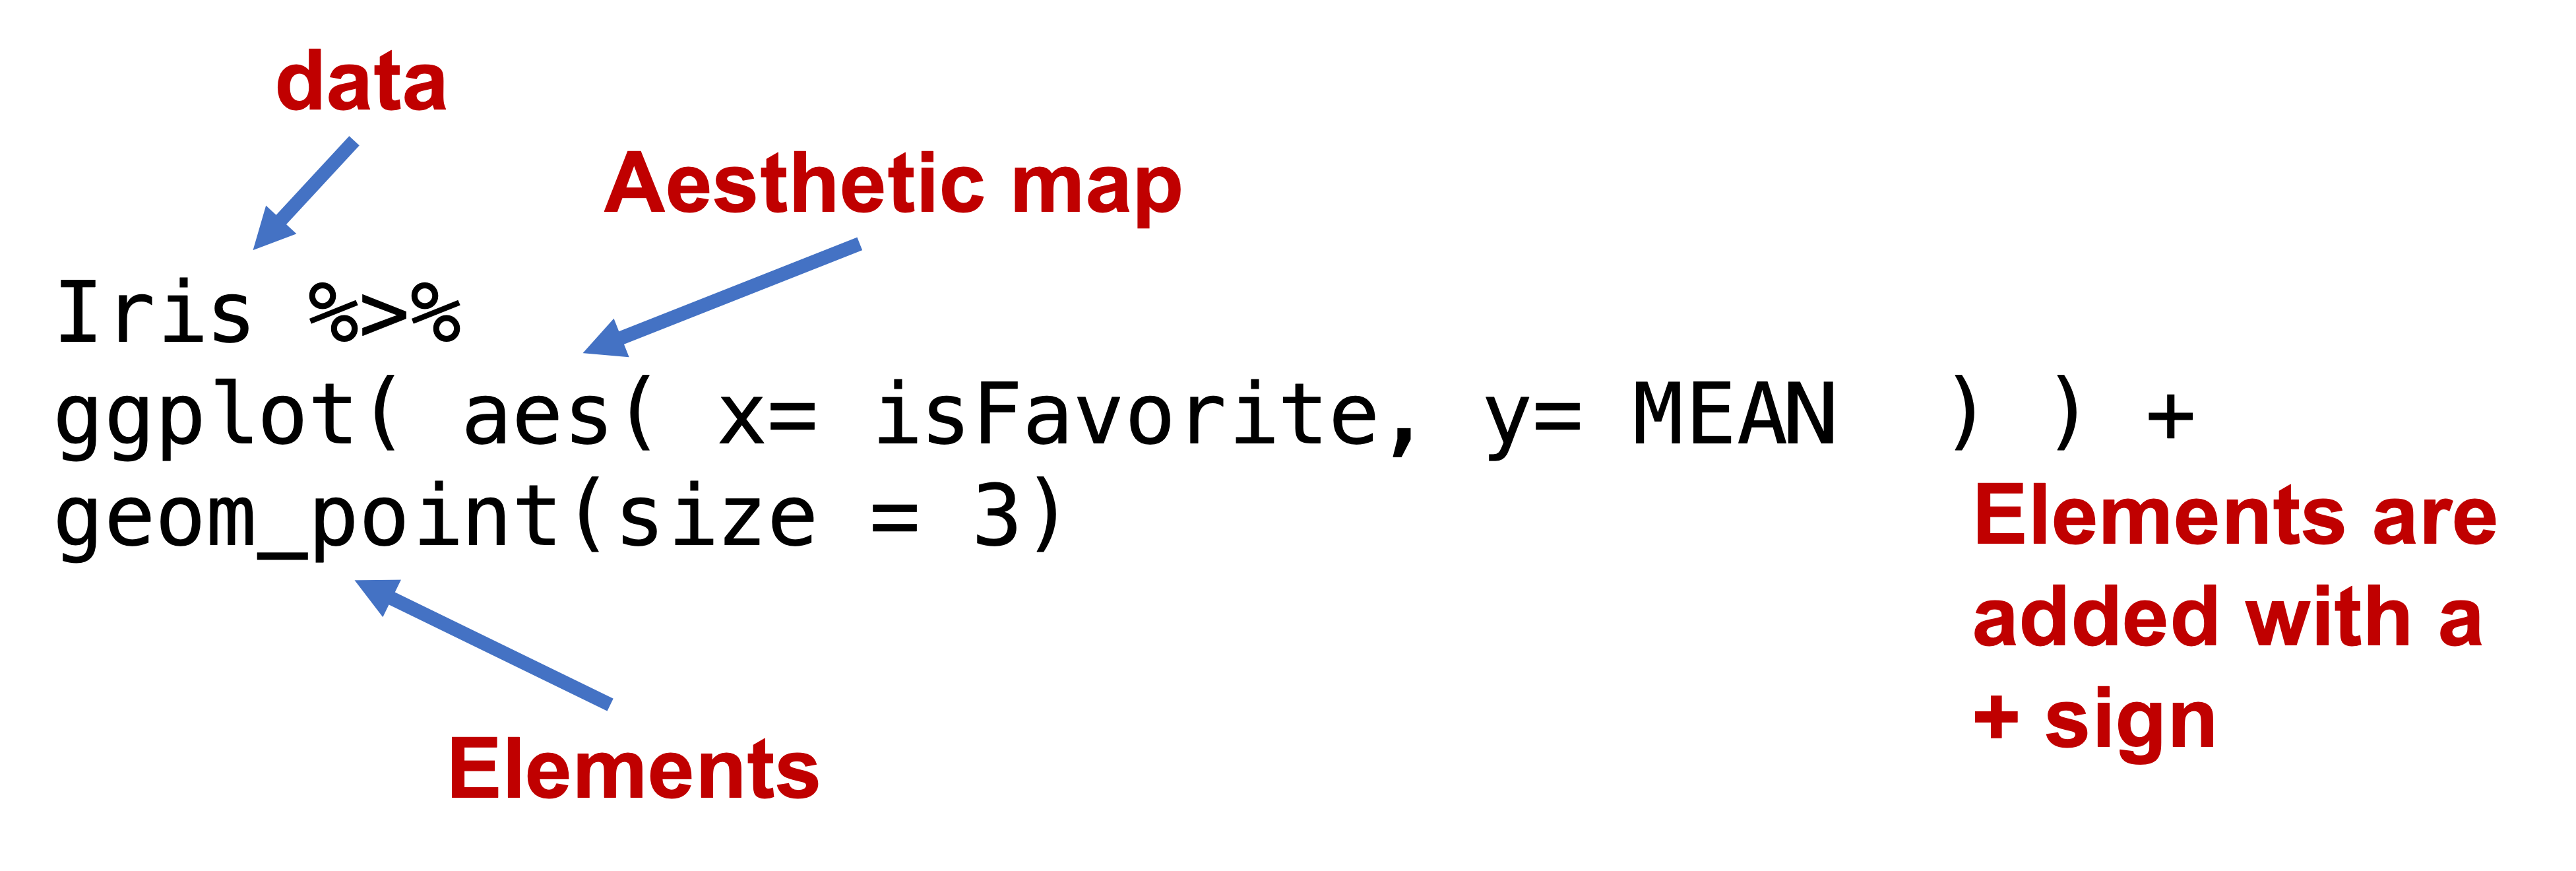 data
Aesthetic map
Iris %>%
ggplot( aes( x= isFavorite, y= MEAN  ) ) +
geom_point(size = 3)
Elements are
added with a
+ sign
Elements